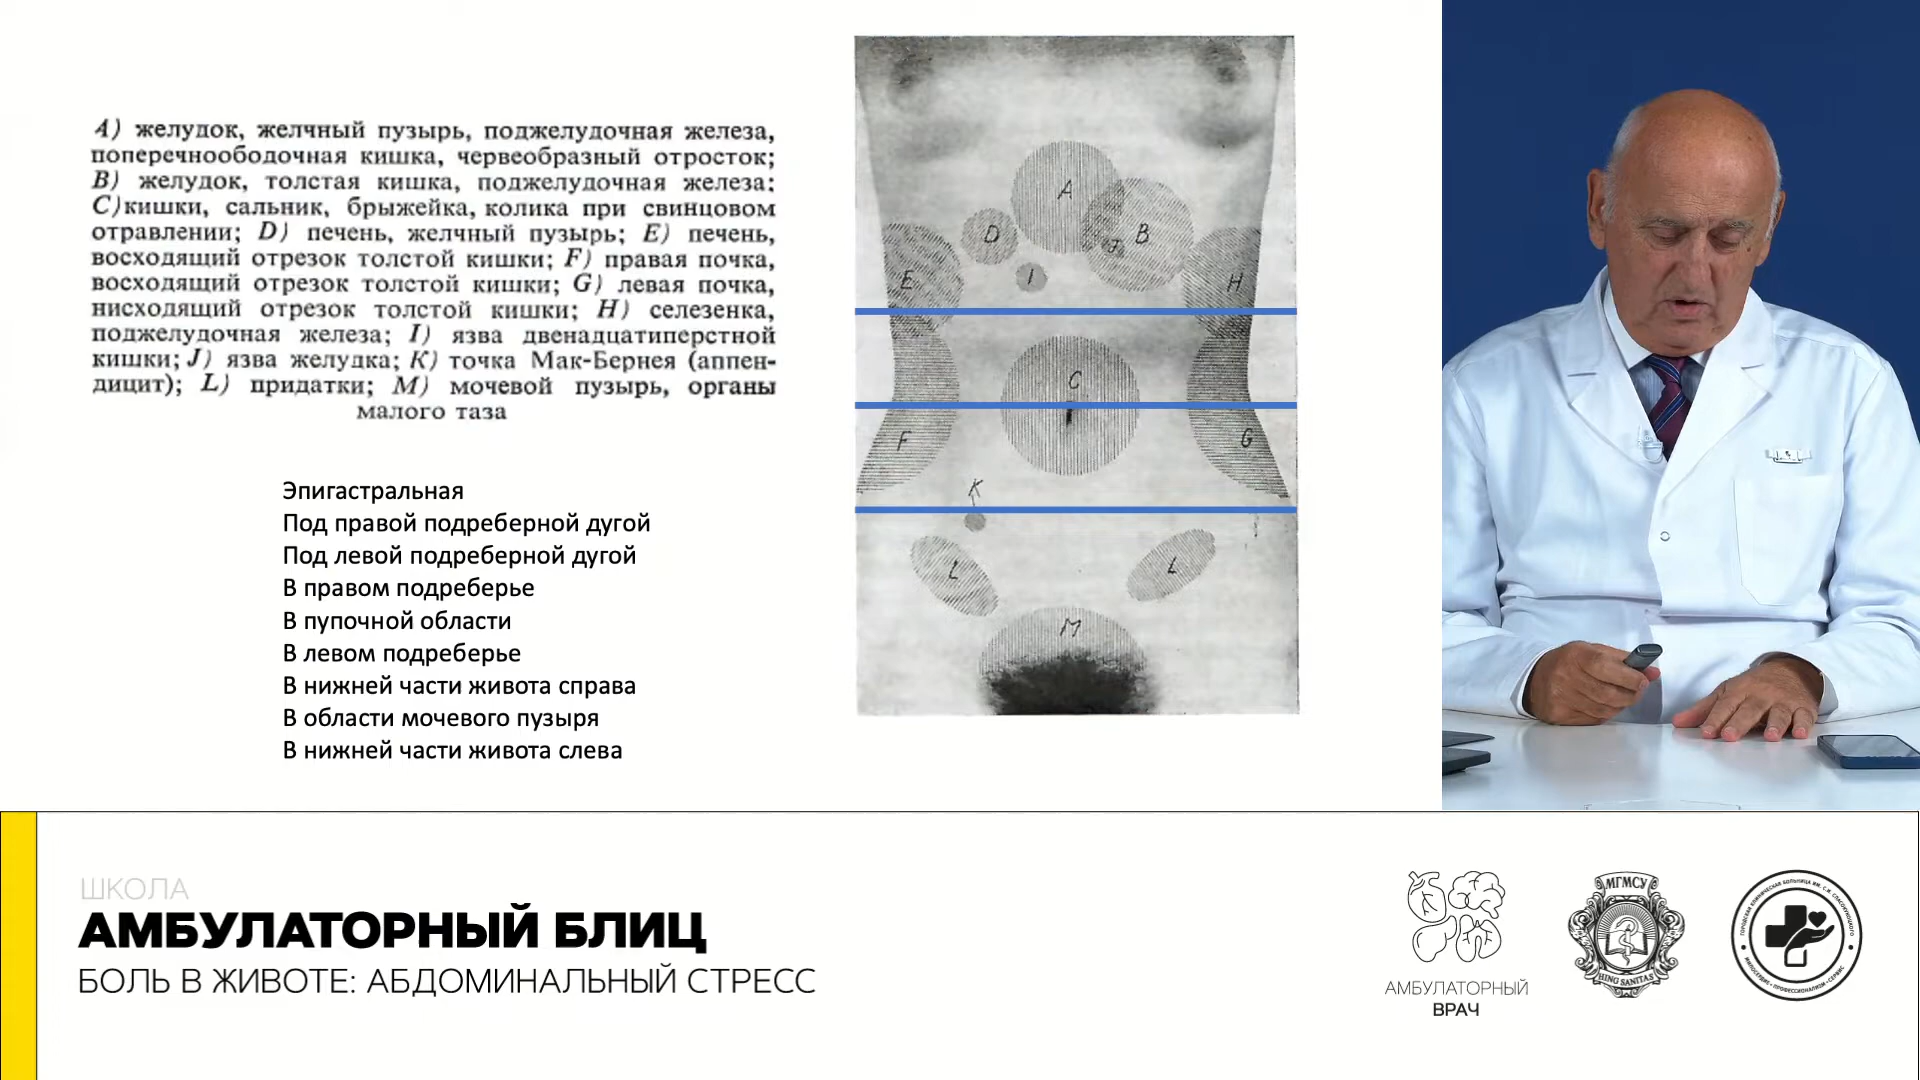 А) желудок, желчный пузырь, поджелудочная железа,
поперечноободочная кишка, червеобразный отросток;
В) желудок, толстая кишка, поджелудочная железа;
С) кишки, сальник, брыжейка, колика при свинцовом
отравлении; D) печень, желчный пузырь; E) печень,
восходящий отрезок толстой кишки; F) правая почка,
восходящий отрезок толстой кишки; G) левая почка,
нисходящий отрезок толстой кишки; H) селезенка,
поджелудочная железа; I) язва двенадцатиперстной
кишки; J) язва желудка; K) точка Мак-Бернея (аппен-
дицит); L) придатки; M) мочевой пузырь, органы
малого таза
Эпигастральная
Под правой подреберной дугой
Под левой подреберной дугой
В правом подреберье
В пупочной области
В левом подреберье
В нижней части живота справа
В области мочевого пузыря
В нижней части живота слева
A
D
J
B
E
I
H
C
F
G
K
L
L
M
ШКОЛА
АМБУЛАТОРНЫЙ БЛИЦ
БОЛЬ В ЖИВОТЕ: АБДОМИНАЛЬНЫЙ СТРЕСС
АМБУЛАТОРНЫЙ
ВРАЧ
МГМСУ